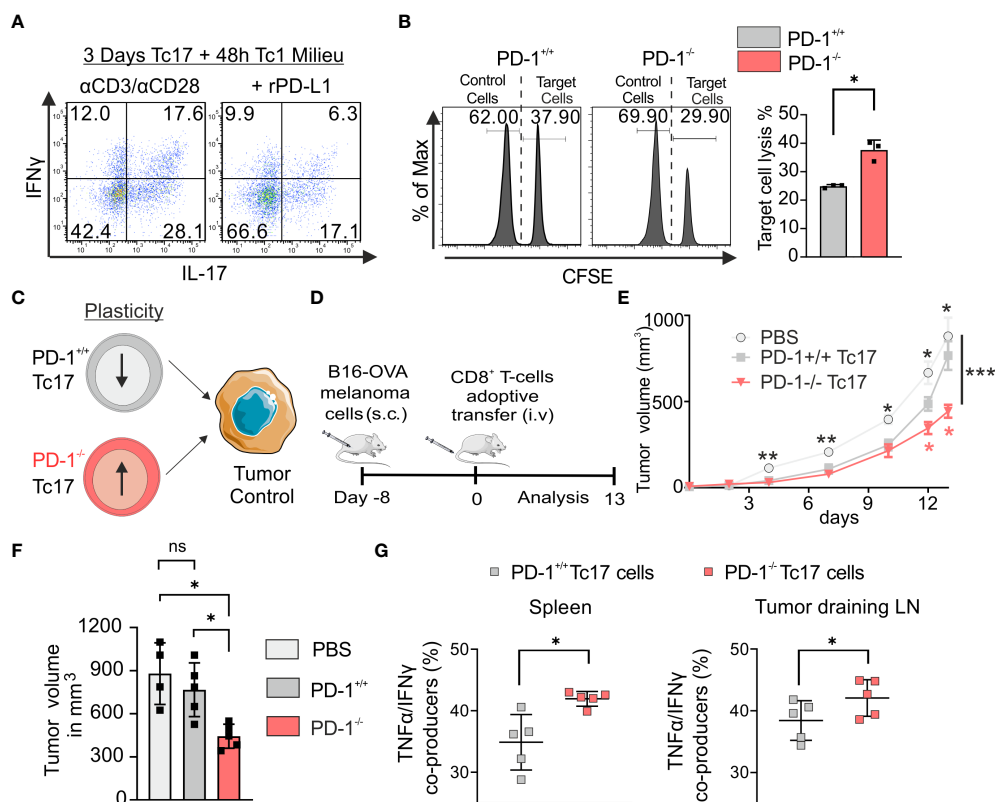 A
3 Days Tc17 + 48h Tc1 Milieu
αCD3/αCD28
+ rPD-L1
12.0 17.6
42.4 28.1
9.9 6.3
66.6 17.1
IFNγ
IL-17
B
PD-1+/+
PD-1-/-
Control Cells
Target Cells
62.00 37.90
Control Cells
Target Cells
69.90 29.90
% of Max
CFSE
PD-1+/+
PD-1-/-
*
Target cell lysis %
50
40
30
20
10
0
C
Plasticity
PD-1+/+
Tc17
PD-1-/-
Tc17
Tumor
Control
D
B16-OVA
melanoma
cells (s.c.)
CD8+ T-cells
adoptive
transfer (i.v)
Day -8 0 Analysis 13
E
Tumor volume (mm3)
1000
500
0
PBS
PD-1+/+ Tc17
PD-1-/- Tc17
** ** * * *
***
* *
3 6 9 12
days
F
ns
*
*
Tumor volume
in mm3
1200
900
600
300
0
PBS
PD-1+/+
PD-1-/-
G
PD-1+/+Tc17 cells
PD-1-/-Tc17 cells
Spleen
TNFα/IFNγ
co-producers (%)
50
40
30
*
Tumor draining LN
TNFα/IFNγ
co-producers (%)
50
40
30
*